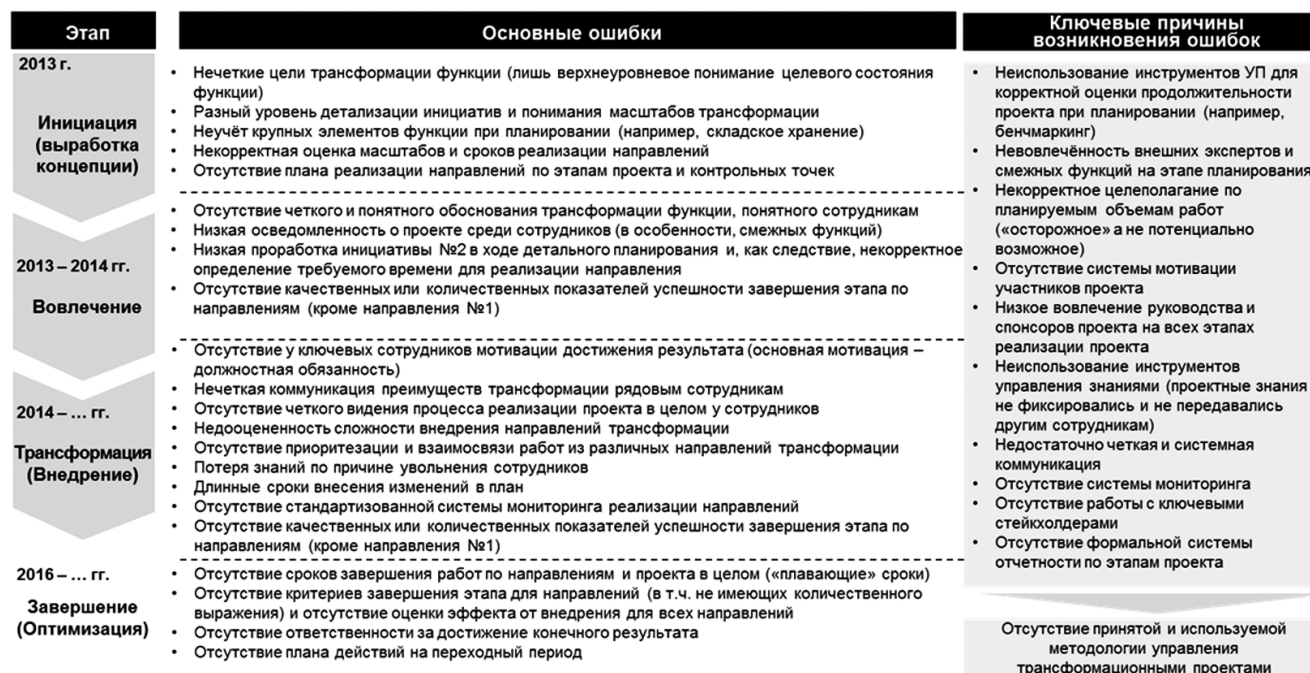 Этап
Основные ошибки
Ключевые причины
возникновения ошибок
2013 г.
Инициация
(выработка
концепции)
• Нечеткие цели трансформации функции (лишь верхнеуровневое понимание целевого состояния
функции)
• Разный уровень детализации инициатив и понимания масштабов трансформации
• Неучёт крупных элементов функции при планировании (например, складское хранение)
• Некорректная оценка масштабов и сроков реализации направлений
• Отсутствие плана реализации направлений по этапам проекта и контрольных точек
2013 – 2014 гг.
Вовлечение
• Отсутствие четкого и понятного обоснования трансформации функции, понятного сотрудникам
• Низкая осведомленность о проекте среди сотрудников (в особенности, смежных функций)
• Низкая проработка инициативы №2 в ходе детального планирования и, как следствие, некорректное
определение требуемого времени для реализации направления
• Отсутствие качественных или количественных показателей успешности завершения этапа по
направлениям (кроме направления №1)
2014 – ... гг.
Трансформация
(Внедрение)
• Отсутствие у ключевых сотрудников мотивации достижения результата (основная мотивация –
должностная обязанность)
• Нечеткая коммуникация преимуществ трансформации рядовым сотрудникам
• Отсутствие четкого видения процесса реализации проекта в целом у сотрудников
• Недооцененность сложности внедрения направлений трансформации
• Отсутствие приоритезации и взаимосвязи работ из различных направлений трансформации
• Потеря знаний по причине увольнения сотрудников
• Длинные сроки внесения изменений в план
• Отсутствие стандартизованной системы мониторинга реализации направлений
• Отсутствие качественных или количественных показателей успешности завершения этапа по
направлениям (кроме направления №1)
2016 – ... гг.
Завершение
(Оптимизация)
• Отсутствие сроков завершения работ по направлениям и проекта в целом («плавающие» сроки)
• Отсутствие критериев завершения этапа для направлений (в т.ч. не имеющих количественного
выражения) и отсутствие оценки эффекта от внедрения для всех направлений
• Отсутствие ответственности за достижение конечного результата
• Отсутствие плана действий на переходный период
• Неиспользование инструментов УП для
корректной оценки продолжительности
проекта при планировании (например,
бенчмаркинг)
• Невовлечённость внешних экспертов и
смежных функций на этапе планирования
• Некорректное целеполагание по
планируемым объемам работ
(«осторожное» а не потенциально
возможное)
• Отсутствие системы мотивации
участников проекта
• Низкое вовлечение руководства и
спонсоров проекта на всех этапах
реализации проекта
• Неиспользование инструментов
управления знаниями (проектные знания
не фиксировались и не передавались
другим сотрудникам)
• Недостаточно четкая и системная
коммуникация
• Отсутствие системы мониторинга
• Отсутствие работы с ключевыми
стейкхолдерами
• Отсутствие формальной системы
отчетности по этапам проекта
Отсутствие принятой и используемой
методологии управления
трансформационными проектами